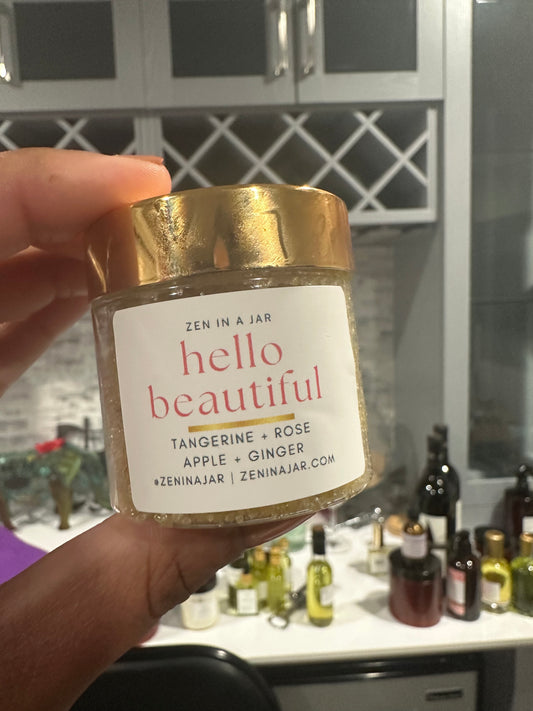 ZEN IN A JAR
hello
beautiful
TANGERINE + ROSE
APPLE + GINGER
@ZENINAJAR | ZENINAJAR.COM